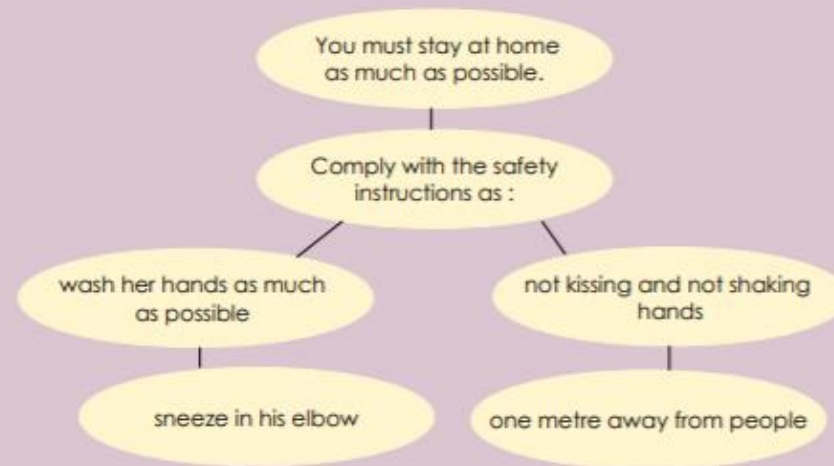 You must stay at home
as much as possible.
Comply with the safety
instructions as :
wash her hands as much
as possible
not kissing and not shaking
hands
sneeze in his elbow
one metre away from people